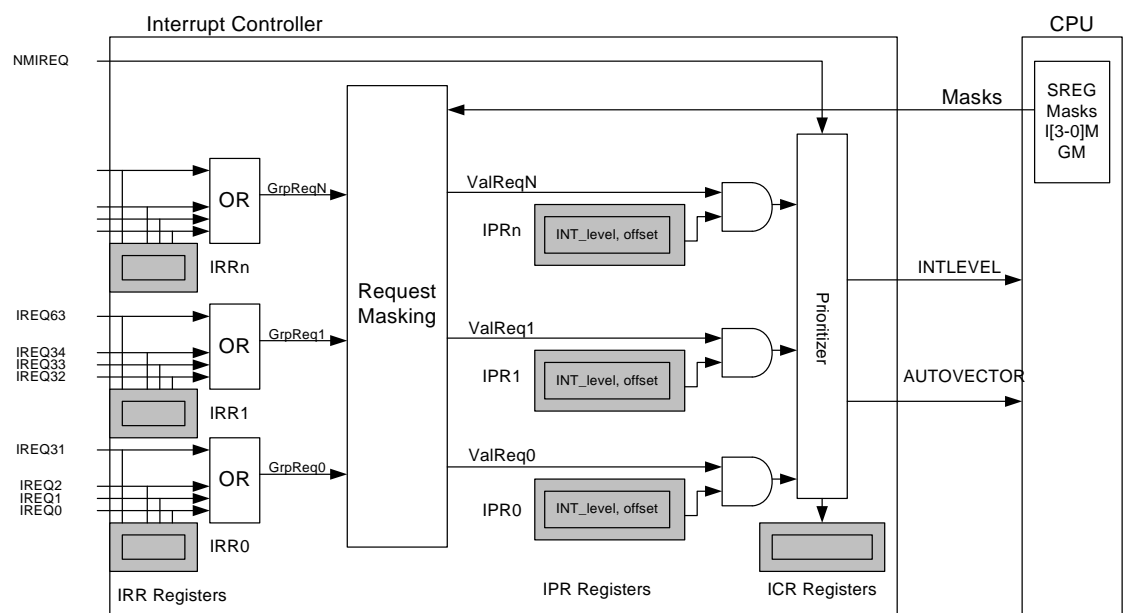 Interrupt Controller
CPU
NMIREQ
Masks
SREG
Masks
I[3-0]M
GM
OR
GrpReqN
ValReqN
IPRn
INT_level, offset
IRRn
INTLEVEL
Request
Masking
Prioritizer
IREQ63
IREQ34
IREQ33
IREQ32
OR
GrpReq1
ValReq1
IPR1
INT_level, offset
IRR1
AUTOVECTOR
IREQ31
IREQ2
IREQ1
IREQ0
OR
GrpReq0
ValReq0
IPR0
INT_level, offset
IRR0
IRR Registers
IPR Registers
ICR Registers